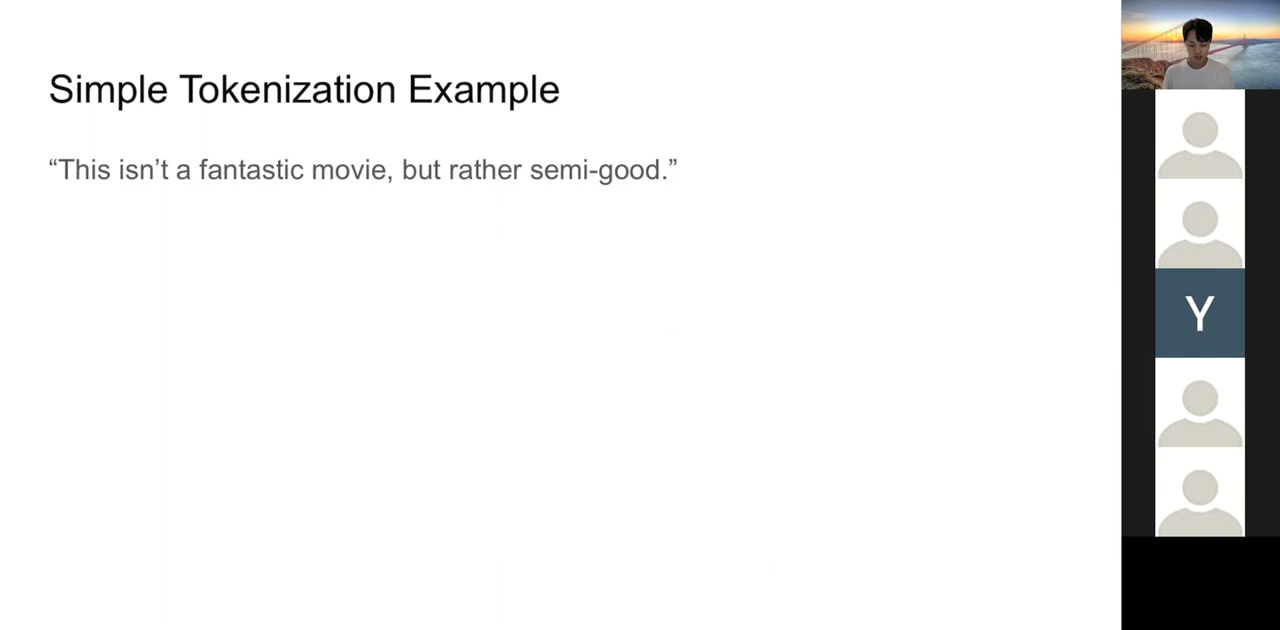 Simple Tokenization Example
“This isn’t a fantastic movie, but rather semi-good.”
Y